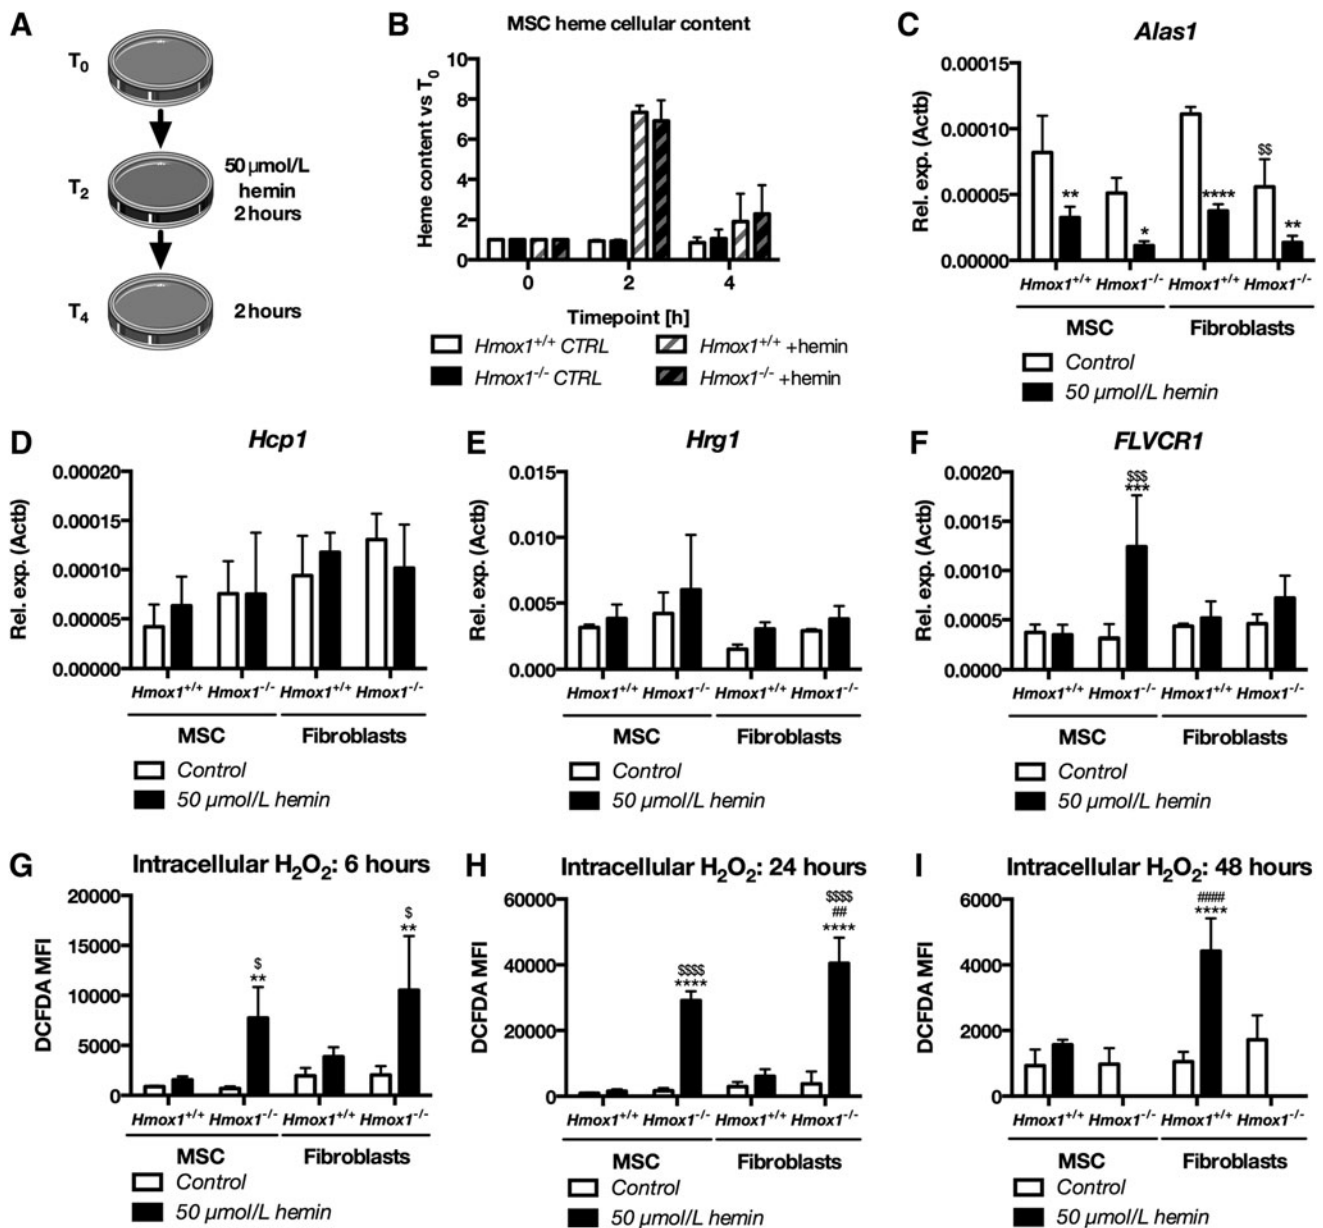 A
T0
T2
50 μmol/L
hemin
2 hours
T4
2 hours
B
MSC heme cellular content
Heme content vs T0
10
8
6
4
2
0
0 2 4
Timepoint [h]
Hmox1+/+ CTRL
Hmox1+/+ +hemin
Hmox1-/- CTRL
Hmox1-/- +hemin
C
Alas1
Rel. exp. (Actb)
0.00015
0.00010
0.00005
0.00000
** * **** $$ **
Hmox1+/+ Hmox1-/- Hmox1+/+ Hmox1-/-
MSC Fibroblasts
Control
50 μmol/L hemin
D
Hcp1
Rel. exp. (Actb)
0.00020
0.00015
0.00010
0.00005
0.00000
Hmox1+/+ Hmox1-/- Hmox1+/+ Hmox1-/-
MSC Fibroblasts
Control
50 μmol/L hemin
E
Hrg1
Rel. exp. (Actb)
0.015
0.010
0.005
0.000
Hmox1+/+ Hmox1-/- Hmox1+/+ Hmox1-/-
MSC Fibroblasts
Control
50 μmol/L hemin
F
FLVCR1
Rel. exp. (Actb)
0.0020
0.0015
0.0010
0.0005
0.0000
$$$
***
Hmox1+/+ Hmox1-/- Hmox1+/+ Hmox1-/-
MSC Fibroblasts
Control
50 μmol/L hemin
G
Intracellular H2O2: 6 hours
DCFDA MFI
20000
15000
10000
5000
0
$
**
$
**
Hmox1+/+ Hmox1-/- Hmox1+/+ Hmox1-/-
MSC Fibroblasts
Control
50 μmol/L hemin
H
Intracellular H2O2: 24 hours
DCFDA MFI
60000
40000
20000
0
$$$$
****
$$$$
##
****
Hmox1+/+ Hmox1-/- Hmox1+/+ Hmox1-/-
MSC Fibroblasts
Control
50 μmol/L hemin
I
Intracellular H2O2: 48 hours
DCFDA MFI
6000
4000
2000
0
####
****
Hmox1+/+ Hmox1-/- Hmox1+/+ Hmox1-/-
MSC Fibroblasts
Control
50 μmol/L hemin